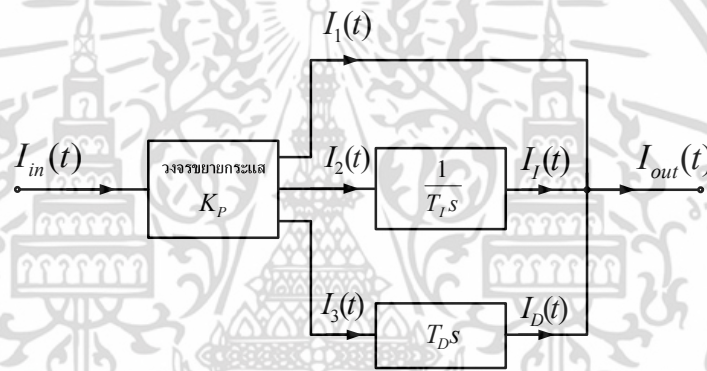 I_1(t)
I_in(t)
วงจรขยายกระแส
K_P
I_2(t)
1
T_I s
I_I(t)
I_out(t)
I_3(t)
T_D s
I_D(t)